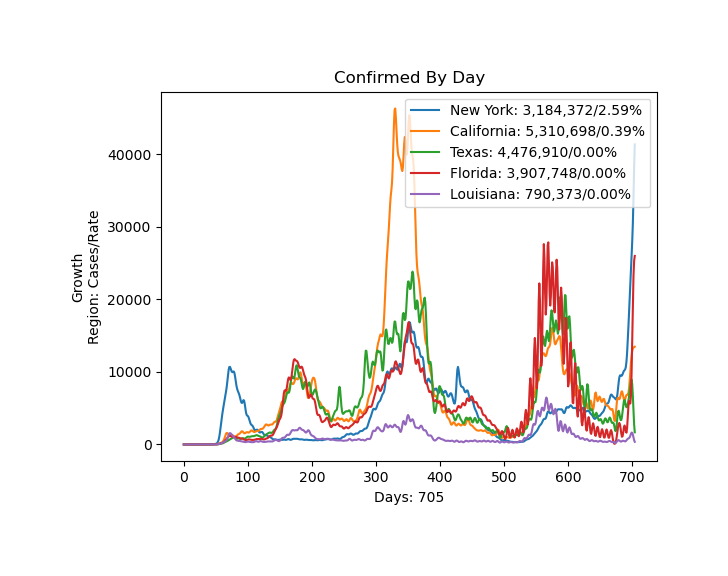 Confirmed By Day
New York: 3,184,372/2.59%
California: 5,310,698/0.39%
Texas: 4,476,910/0.00%
Florida: 3,907,748/0.00%
Louisiana: 790,373/0.00%
Growth
Region: Cases/Rate
40000
30000
20000
10000
0
0 100 200 300 400 500 600 700
Days: 705